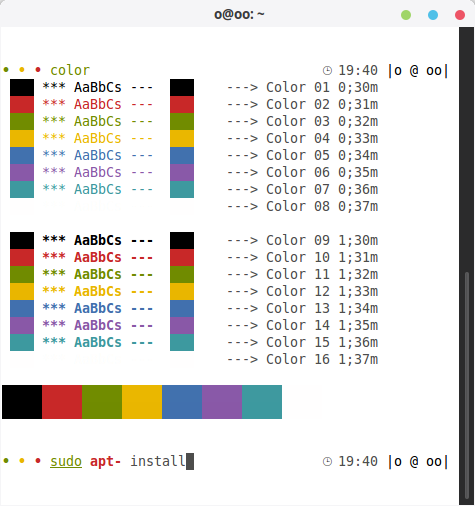 o@oo: ~
• • • color 19:40 |o @ oo|
*** AaBbCs --- ---> Color 01 0;30m
*** AaBbCs --- ---> Color 02 0;31m
*** AaBbCs --- ---> Color 03 0;32m
*** AaBbCs --- ---> Color 04 0;33m
*** AaBbCs --- ---> Color 05 0;34m
*** AaBbCs --- ---> Color 06 0;35m
*** AaBbCs --- ---> Color 07 0;36m
---> Color 08 0;37m
*** AaBbCs --- ---> Color 09 1;30m
*** AaBbCs --- ---> Color 10 1;31m
*** AaBbCs --- ---> Color 11 1;32m
*** AaBbCs --- ---> Color 12 1;33m
*** AaBbCs --- ---> Color 13 1;34m
*** AaBbCs --- ---> Color 14 1;35m
*** AaBbCs --- ---> Color 15 1;36m
---> Color 16 1;37m
• • • sudo apt- install 19:40 |o @ oo|